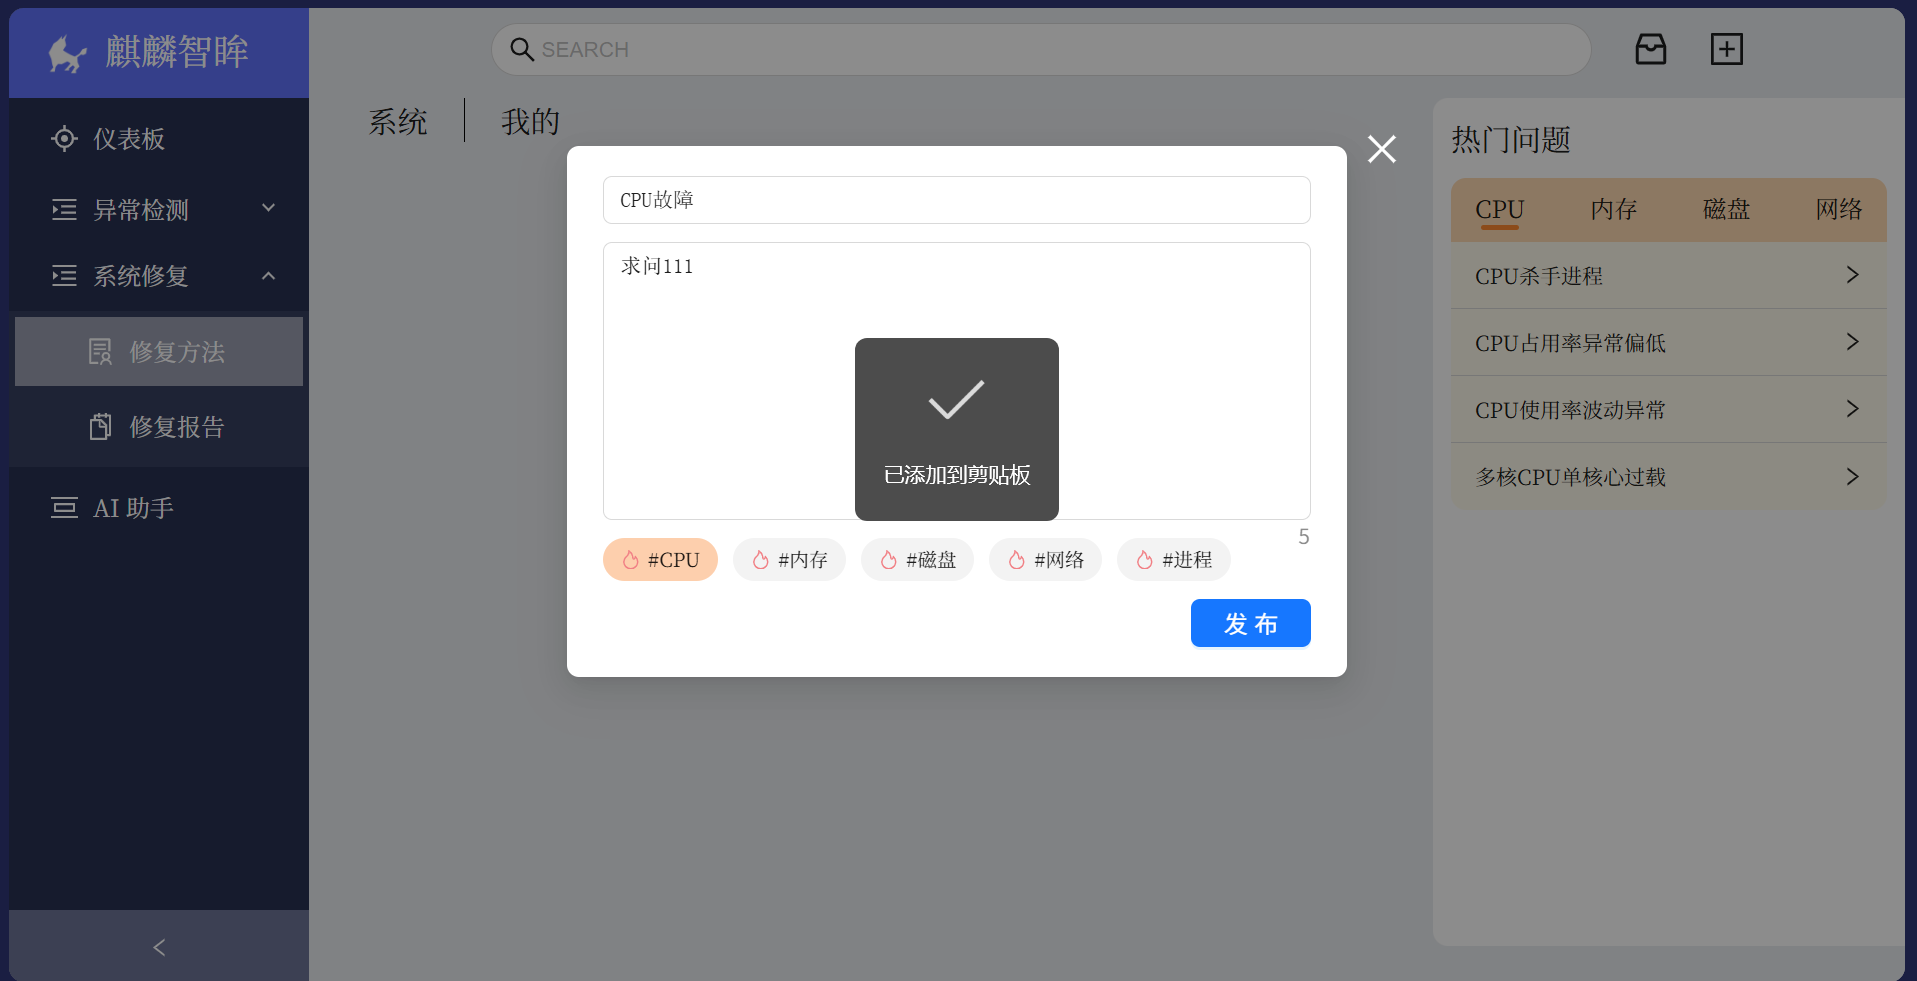 麒麟智眸
仪表板
异常检测
系统修复
修复方法
修复报告
AI 助手
SEARCH
系统
我的
CPU故障
求问111
已添加到剪贴板
5
#CPU
#内存
#磁盘
#网络
#进程
发 布
热门问题
CPU
内存
磁盘
网络
CPU杀手进程
CPU占用率异常偏低
CPU使用率波动异常
多核CPU单核心过载